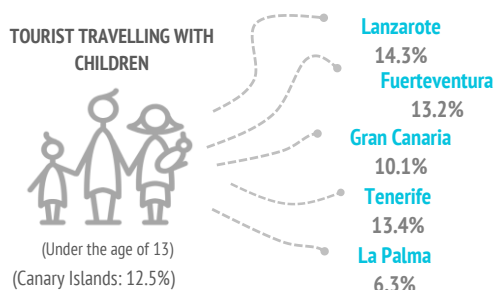 TOURIST TRAVELLING WITH
CHILDREN
(Under the age of 13)
(Canary Islands: 12.5%)
Lanzarote
14.3%
Fuerteventura
13.2%
Gran Canaria
10.1%
Tenerife
13.4%
La Palma
6.3%